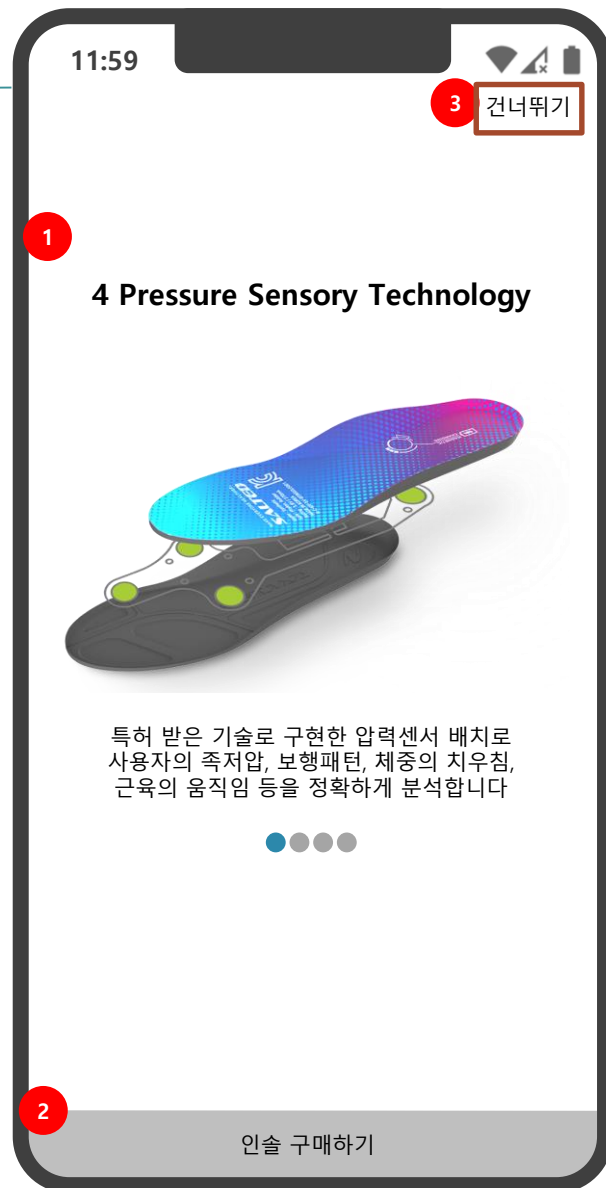 11:59
3
건너뛰기
1
4 Pressure Sensory Technology
SALTED
특허 받은 기술로 구현한 압력센서 배치로
사용자의 족저압, 보행패턴, 체중의 치우침,
근육의 움직임 등을 정확하게 분석합니다
2
인솔 구매하기